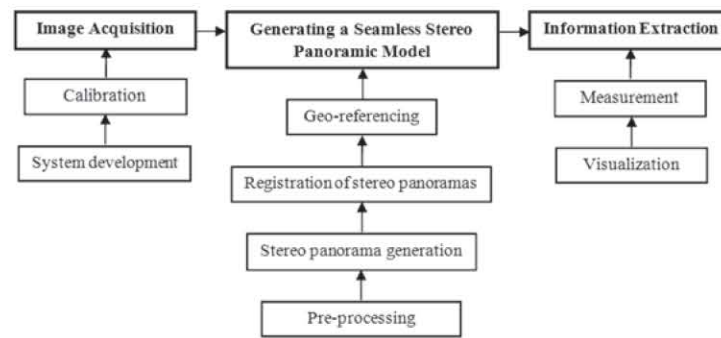 Image Acquisition
Generating a Seamless Stereo
Panoramic Model
Information Extraction
Calibration
System development
Geo-referencing
Registration of stereo panoramas
Stereo panorama generation
Pre-processing
Measurement
Visualization